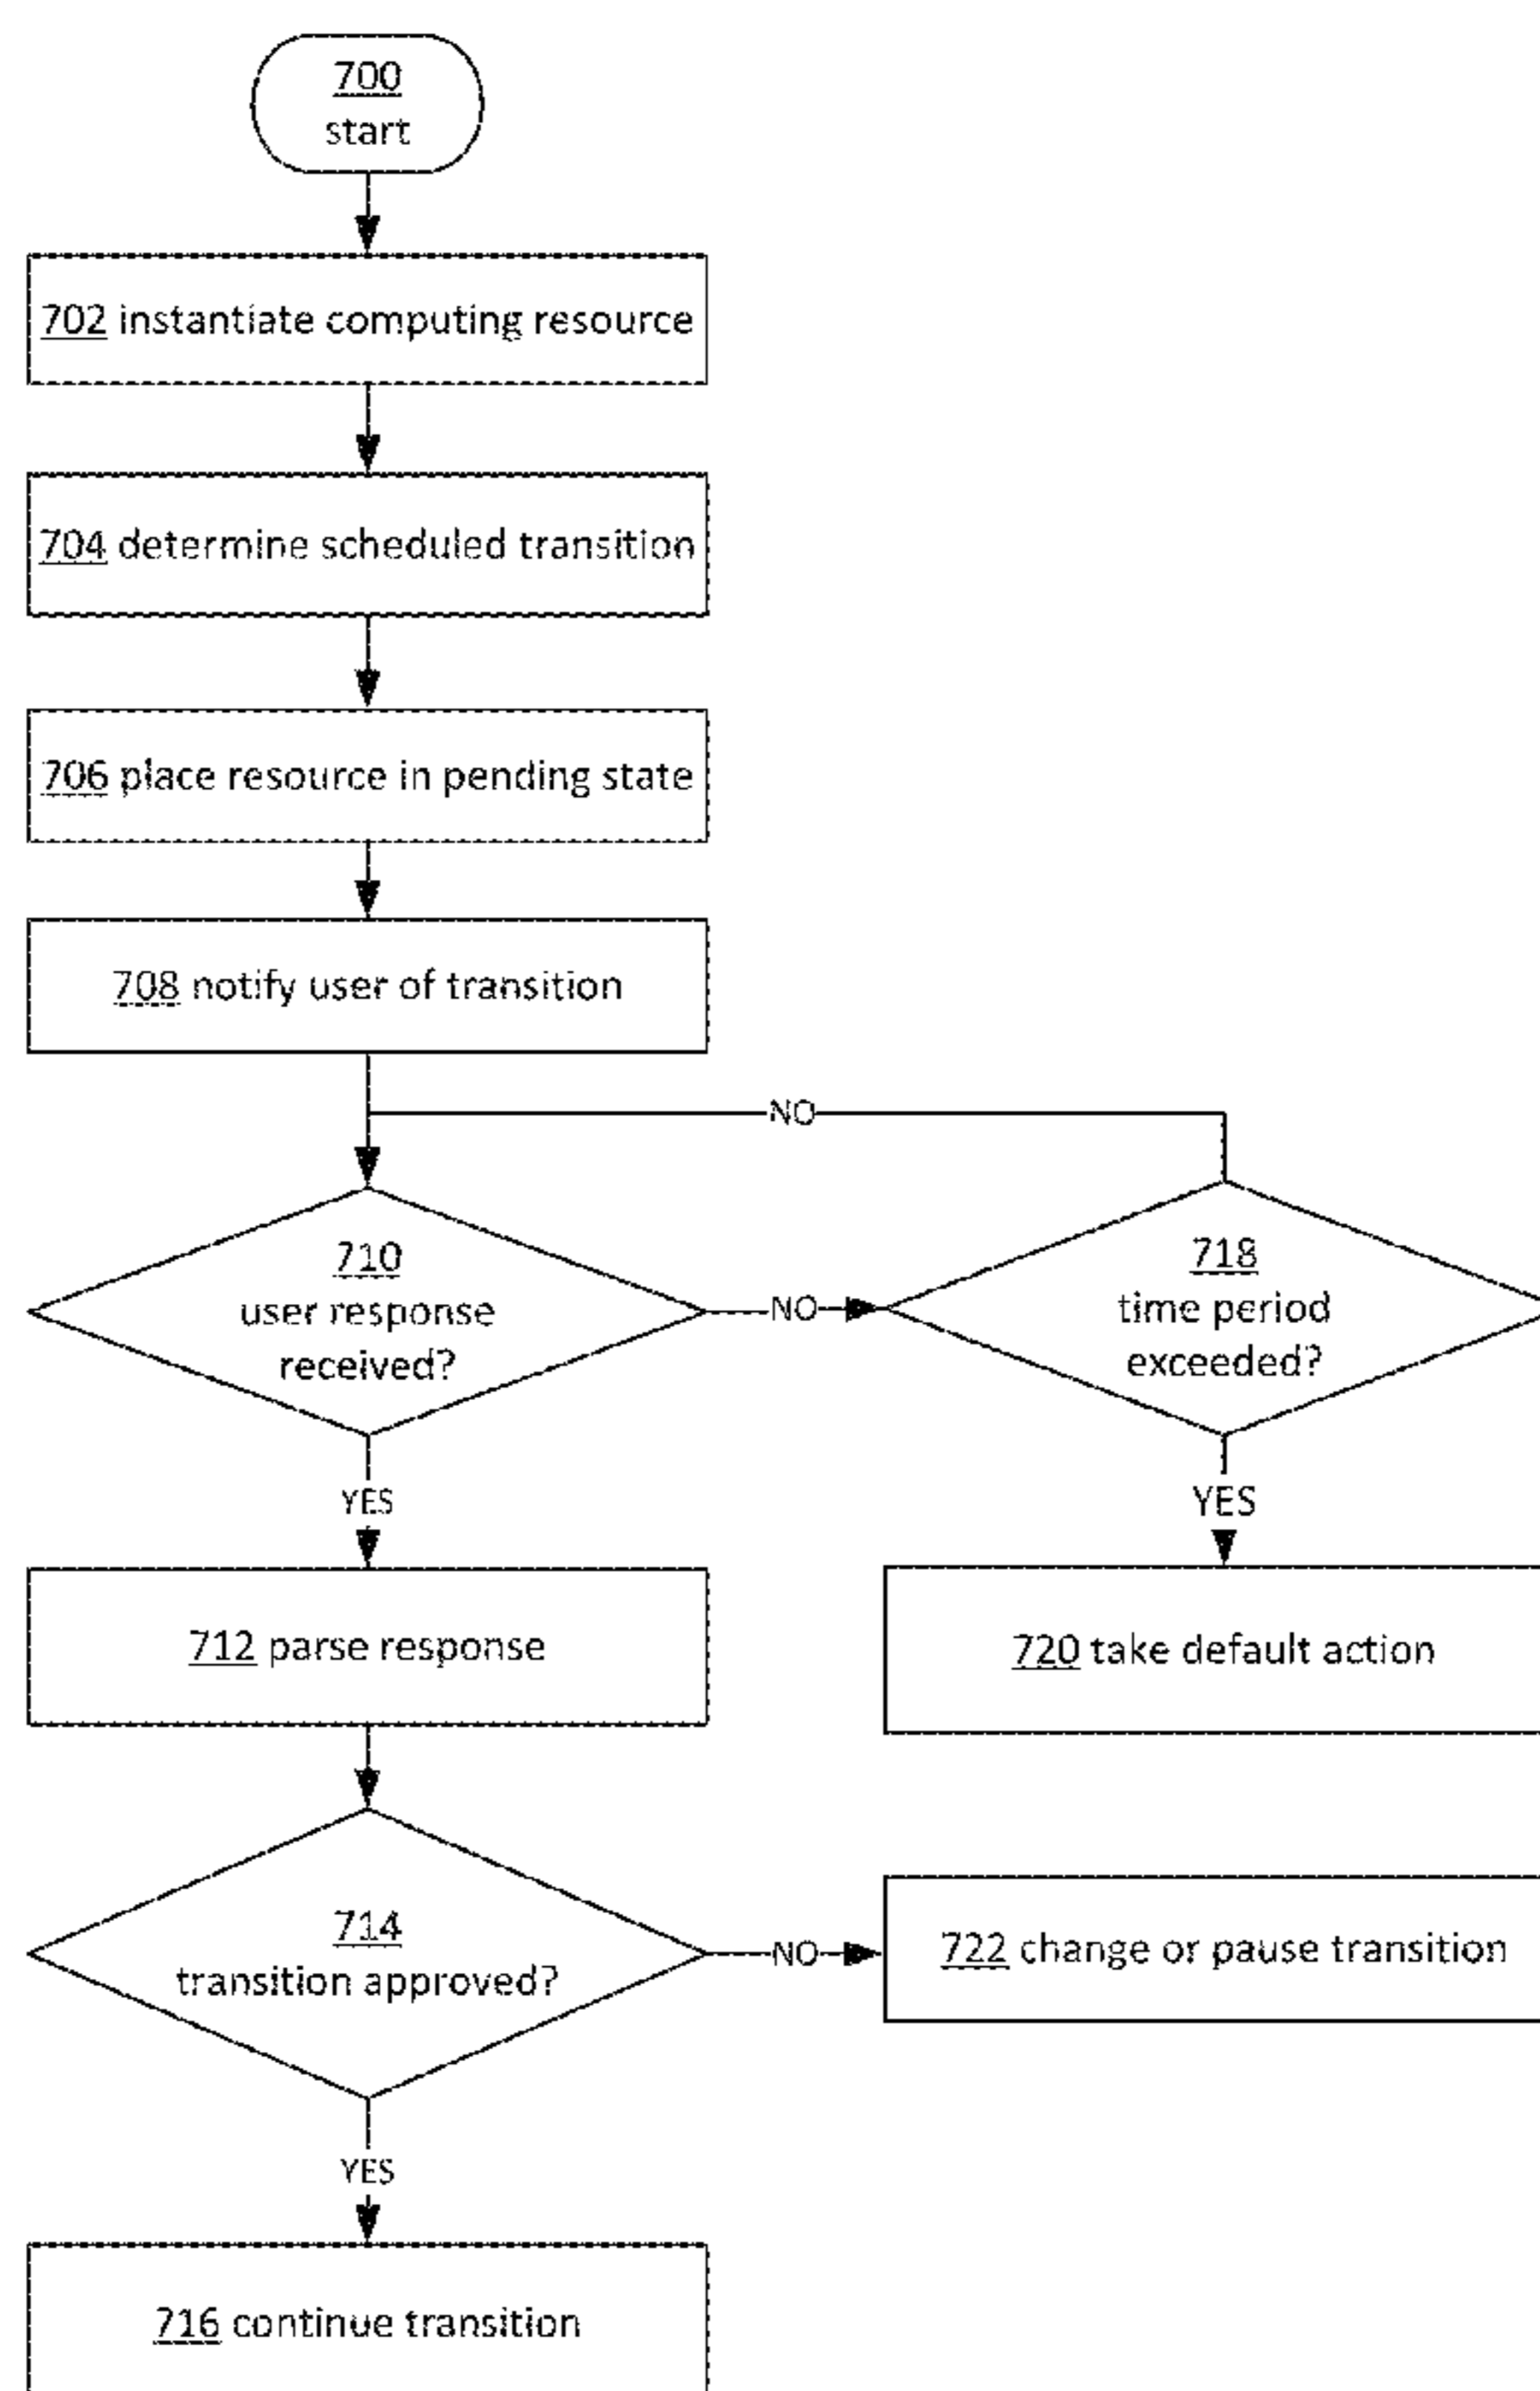 700
start
702 instantiate computing resource
704 determine scheduled transition
706 place resource in pending state
708 notify user of transition
NO
710
user response
received?
NO
718
time period
exceeded?
YES
YES
712 parse response
720 take default action
714
transition approved?
NO
722 change or pause transition
YES
716 continue transition